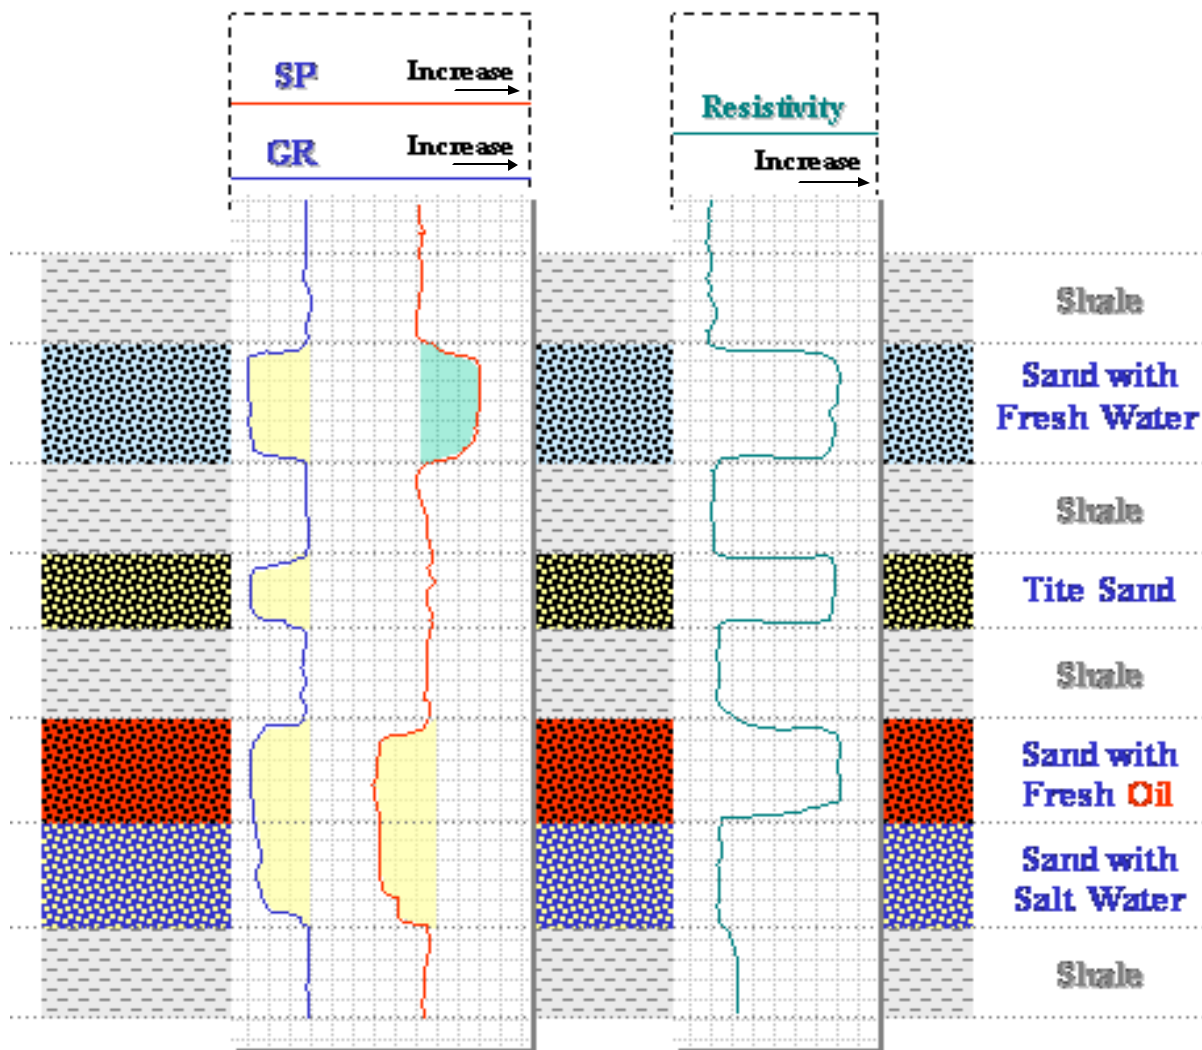 SP Increase
GR Increase
Resistivity
Increase
Shale
Sand with
Fresh Water
Shale
Tite Sand
Shale
Sand with
Fresh Oil
Sand with
Salt Water
Shale